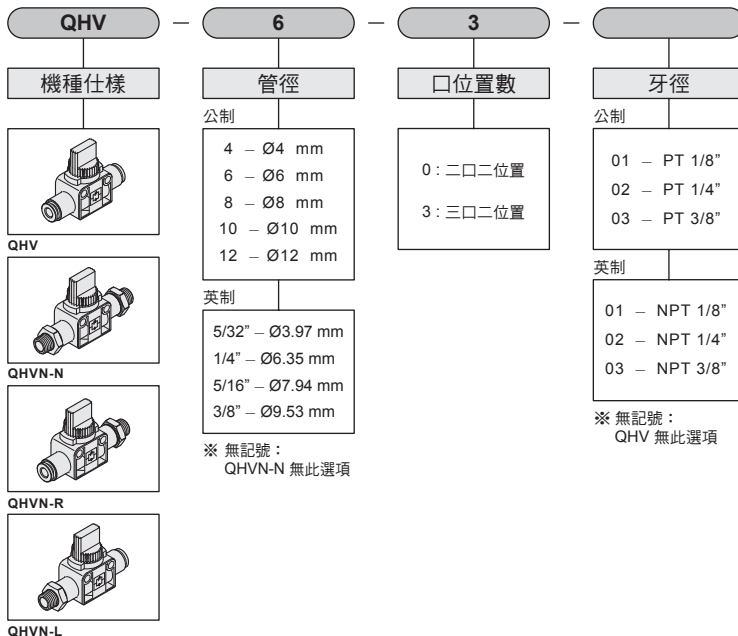 QHV — 6 — 3 —
機種仕樣
QHV
QHVN-N
QHVN-R
QHVN-L
管徑
公制
4 – Ø4 mm
6 – Ø6 mm
8 – Ø8 mm
10 – Ø10 mm
12 – Ø12 mm
英制
5/32” – Ø3.97 mm
1/4” – Ø6.35 mm
5/16” – Ø7.94 mm
3/8” – Ø9.53 mm
※ 無記號：
QHVN-N 無此選項
口位置數
0 : 二口二位置
3 : 三口二位置
牙徑
公制
01 – PT 1/8”
02 – PT 1/4”
03 – PT 3/8”
英制
01 – NPT 1/8”
02 – NPT 1/4”
03 – NPT 3/8”
※ 無記號：
QHV 無此選項